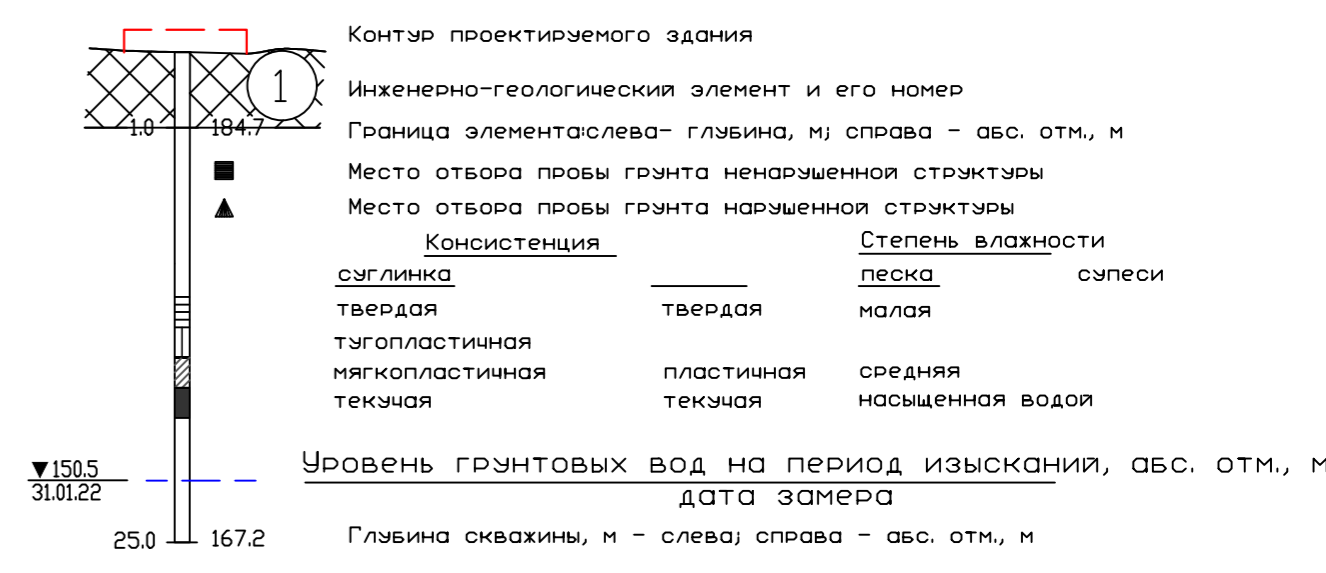 Контур проектируемого здания
1
Инженерно-геологический элемент и его номер
1.0 184.7 Граница элемента:слева- глубина, м; справа - абс. отм., м
Место отбора пробы грунта ненарушенной структуры
Место отбора пробы грунта нарушенной структуры
Консистенция Степень влажности
суглинка песка супеси
твердая твердая малая
тугопластичная
мягкопластичная пластичная средняя
текучая текучая насыщенная водой
Уровень грунтовых вод на период изысканий, абс. отм., м
150.5
31.01.22
дата замера
25.0 167.2 Глубина скважины, м - слева; справа - абс. отм., м